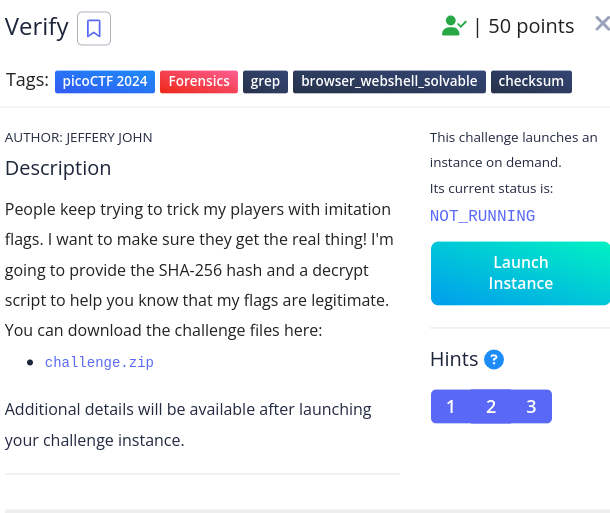 Verify
| 50 points
Tags: picoCTF 2024 Forensics grep browser_webshell_solvable checksum
AUTHOR: JEFFERY JOHN
Description
People keep trying to trick my players with imitation
flags. I want to make sure they get the real thing! I'm
going to provide the SHA-256 hash and a decrypt
script to help you know that my flags are legitimate.
You can download the challenge files here:
challenge.zip
Additional details will be available after launching
your challenge instance.
This challenge launches an
instance on demand.
Its current status is:
NOT_RUNNING
Launch
Instance
Hints ?
1 2 3